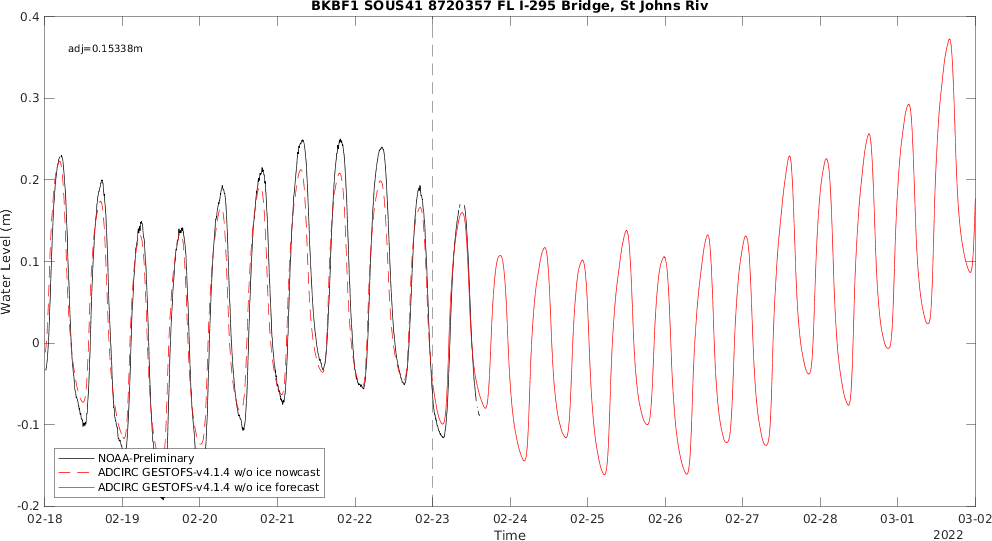 BKBF1 SOUS41 8720357 FL I-295 Bridge, St Johns Riv
adj=0.15338m
0.4
0.3
0.2
0.1
0
-0.1
-0.2
Water Level (m)
NOAA-Preliminary
ADCIRC GESTOFS-v4.1.4 w/o ice nowcast
ADCIRC GESTOFS-v4.1.4 w/o ice forecast
02-18 02-19 02-20 02-21 02-22 02-23 02-24 02-25 02-26 02-27 02-28 03-01 03-02
Time
2022